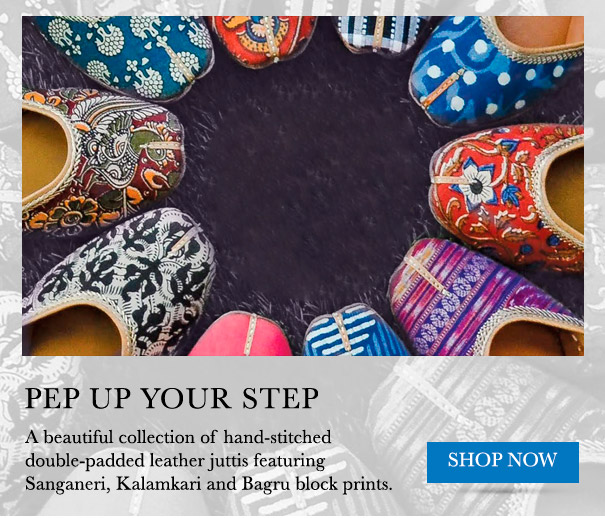 PEP UP YOUR STEP
A beautiful collection of hand-stitched
double-padded leather juttis featuring
Sanganeri, Kalamkari and Bagru block prints.
SHOP NOW